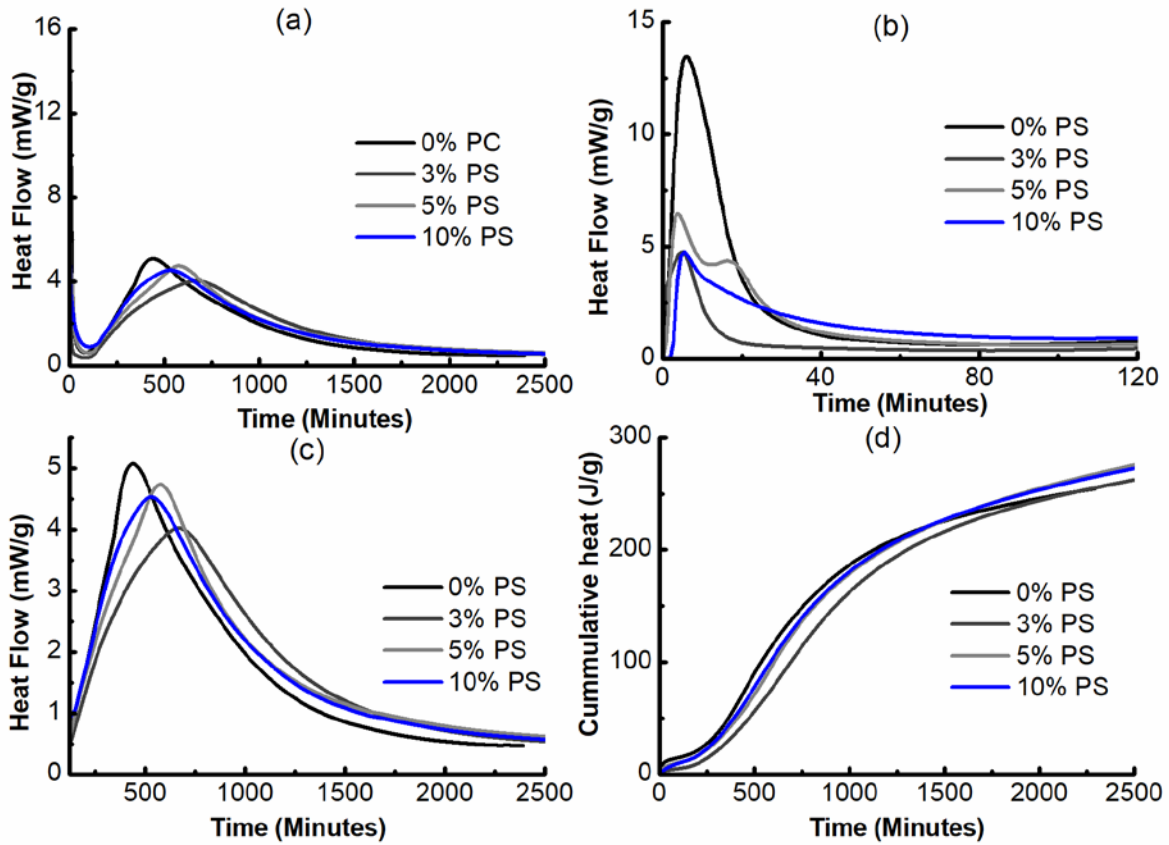 (a)
Heat Flow (mW/g)
16
12
8
4
0
0% PC
3% PS
5% PS
10% PS
0 500 1000 1500 2000 2500
Time (Minutes)
(b)
Heat Flow (mW/g)
15
10
5
0
0% PS
3% PS
5% PS
10% PS
0 40 80 120
Time (Minutes)
(c)
Heat Flow (mW/g)
5
4
3
2
1
0
0% PS
3% PS
5% PS
10% PS
500 1000 1500 2000 2500
Time (Minutes)
(d)
Cummulative heat (J/g)
300
200
100
0
0% PS
3% PS
5% PS
10% PS
0 500 1000 1500 2000 2500
Time (Minutes)